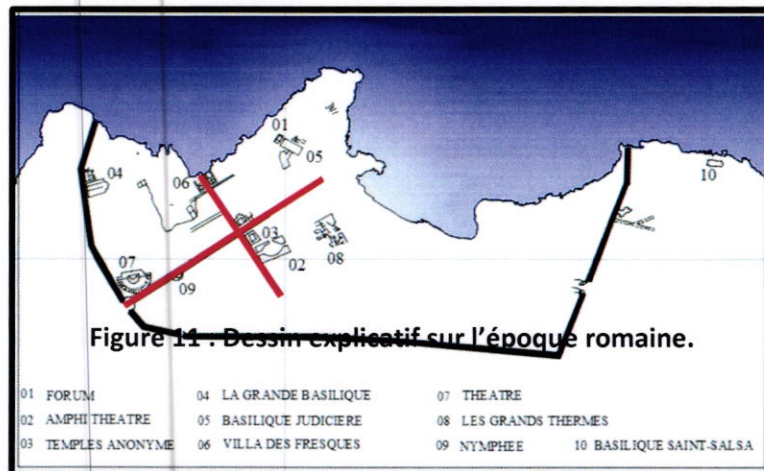 01
05
04
06
10
03
07
08
02
09
Figure 11 : Dessin explicatif sur l'époque romaine.
01 FORUM 04 LA GRANDE BASILIQUE 07 THEATRE
02 AMPHI THEATRE 05 BASILIQUE JUDICIERE 08 LES GRANDS THERMES
03 TEMPLES ANONYME 06 VILLA DES FRESQUES 09 NYMPHEE 10 BASILIQUE SAINT-SALSA